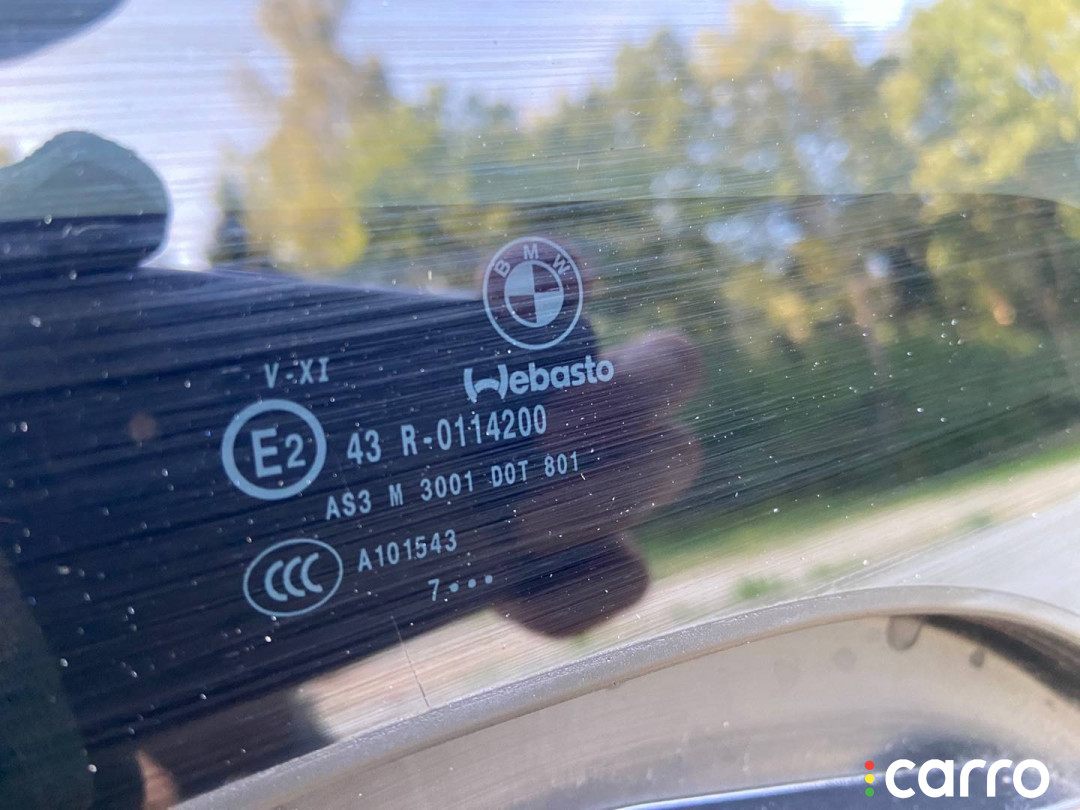 BMW
Webasto
V-XI
E2 43 R-0114200
AS3 M 3001 DOT 801
CCC A101543
7•••
carro